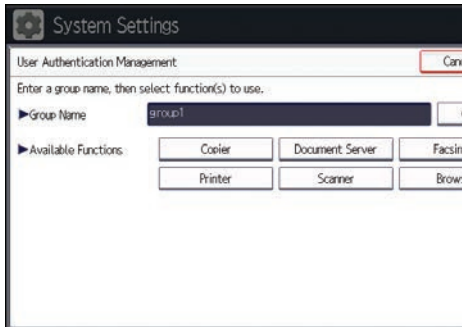 System Settings
User Authentication Management
Enter a group name, then select function(s) to use.
►Group Name group1
►Available Functions Copier Document Server
Printer Scanner